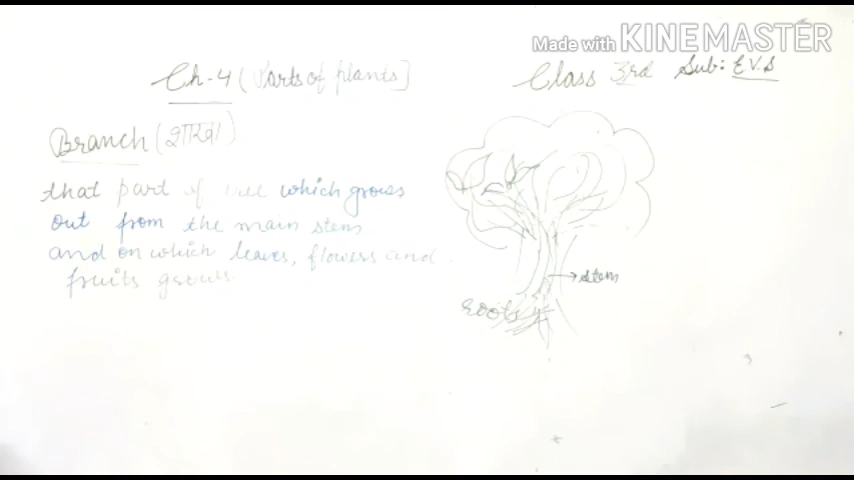 Made with KINEMASTER
Ch-4 (Parts of plants]
Class 3rd Sub: E.V.S
Branch (शाखा)
that part of tree which grows
out from the main stem
and on which leaves, flowers and
fruits grows
stem
roots